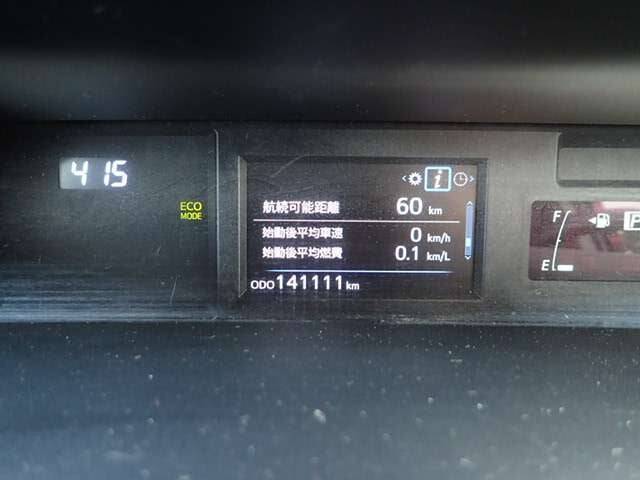 415
ECO
MODE
航続可能距離 60 km
始動後平均車速 0 km/h
始動後平均燃費 0.1 km/L
ODO 141111 km
F
E
P